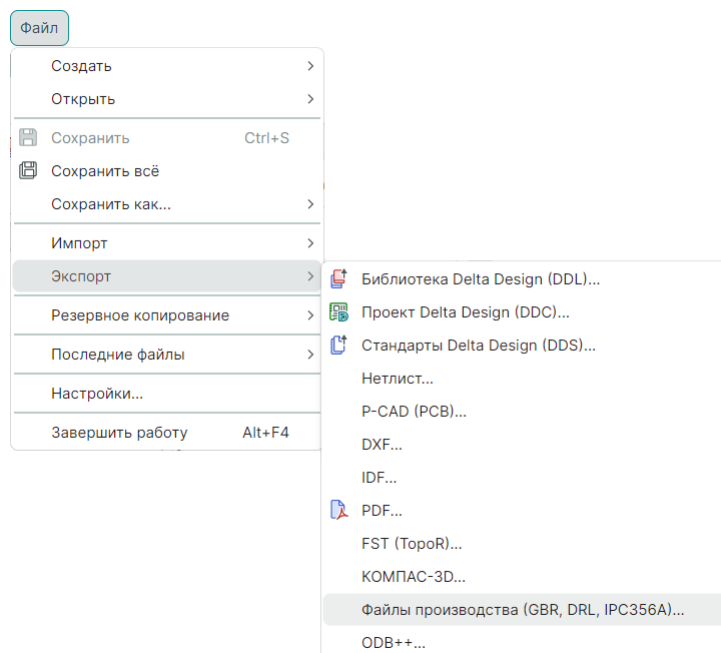 Файл
Создать
Открыть
Сохранить Ctrl+S
Сохранить всё
Сохранить как...
Импорт
Экспорт
Резервное копирование
Последние файлы
Настройки...
Завершить работу Alt+F4
Библиотека Delta Design (DDL)...
Проект Delta Design (DDC)...
Стандарты Delta Design (DDS)...
Нетлист...
P-CAD (PCB)...
DXF...
IDF...
PDF...
FST (TopoR)...
КОМПАС-3D...
Файлы производства (GBR, DRL, IPC356A)...
ODB++...